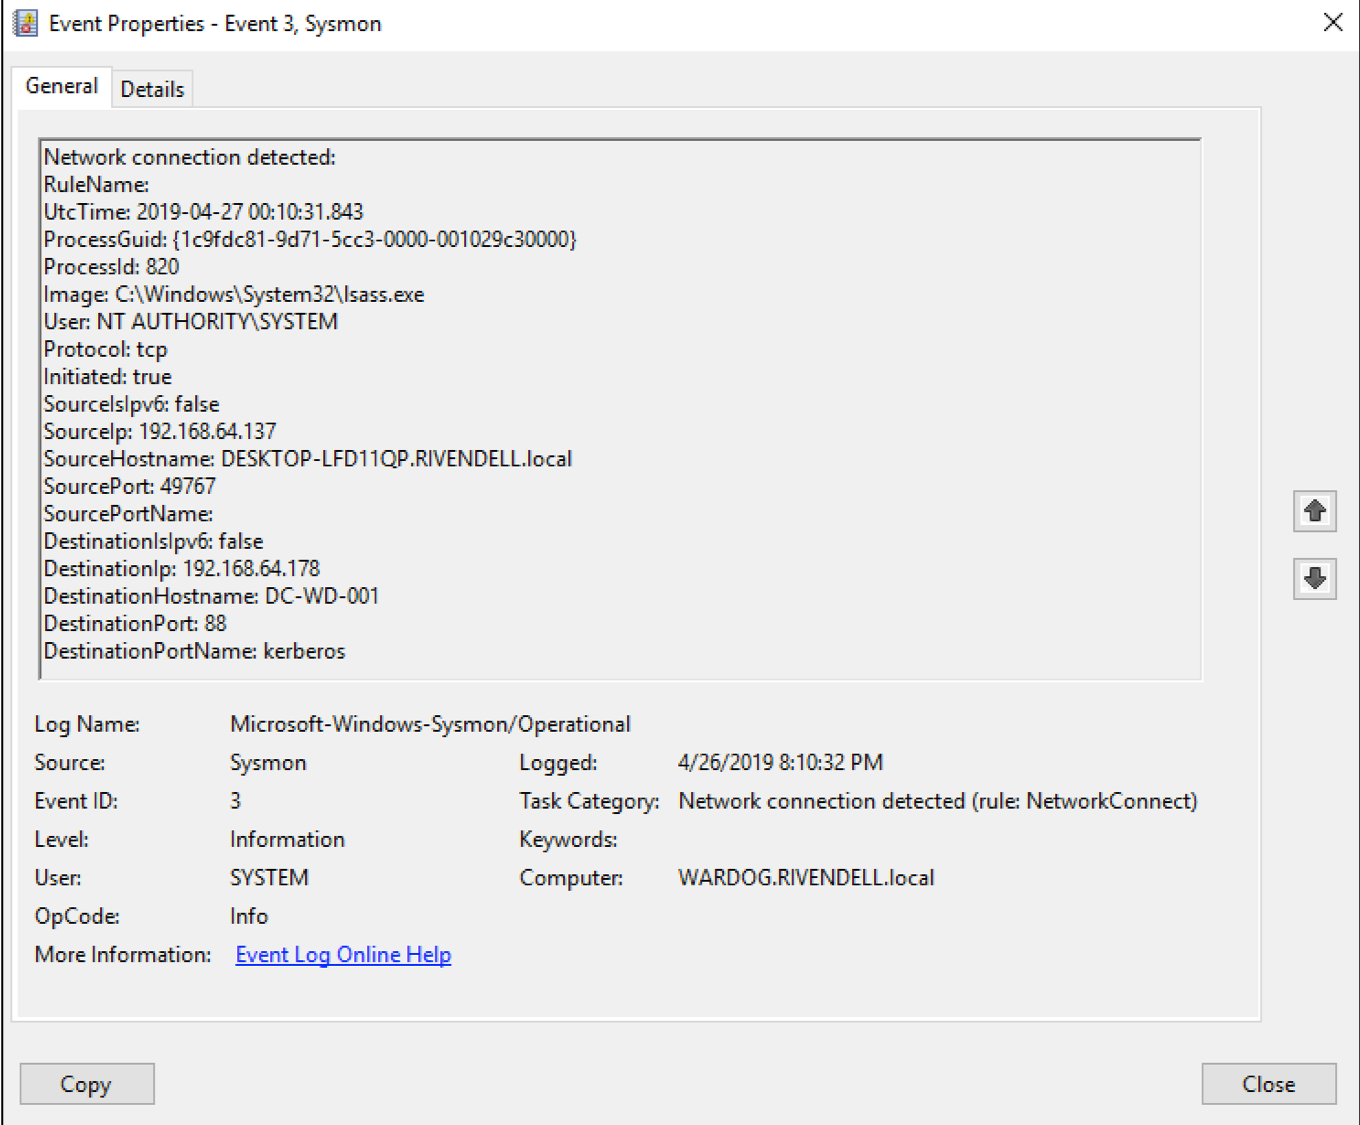 Event Properties - Event 3, Sysmon
General
Details
Network connection detected:
RuleName:
UtcTime: 2019-04-27 00:10:31.843
ProcessGuid: {1c9fdc81-9d71-5cc3-0000-001029c30000}
ProcessId: 820
Image: C:\Windows\System32\lsass.exe
User: NT AUTHORITY\SYSTEM
Protocol: tcp
Initiated: true
SourceIsIpv6: false
SourceIp: 192.168.64.137
SourceHostname: DESKTOP-LFD11QP.RIVENDELL.local
SourcePort: 49767
SourcePortName:
DestinationIsIpv6: false
DestinationIp: 192.168.64.178
DestinationHostname: DC-WD-001
DestinationPort: 88
DestinationPortName: kerberos
Log Name: Microsoft-Windows-Sysmon/Operational
Source: Sysmon Logged: 4/26/2019 8:10:32 PM
Event ID: 3 Task Category: Network connection detected (rule: NetworkConnect)
Level: Information Keywords:
User: SYSTEM Computer: WARDOG.RIVENDELL.local
OpCode: Info
More Information: Event Log Online Help
Copy
Close